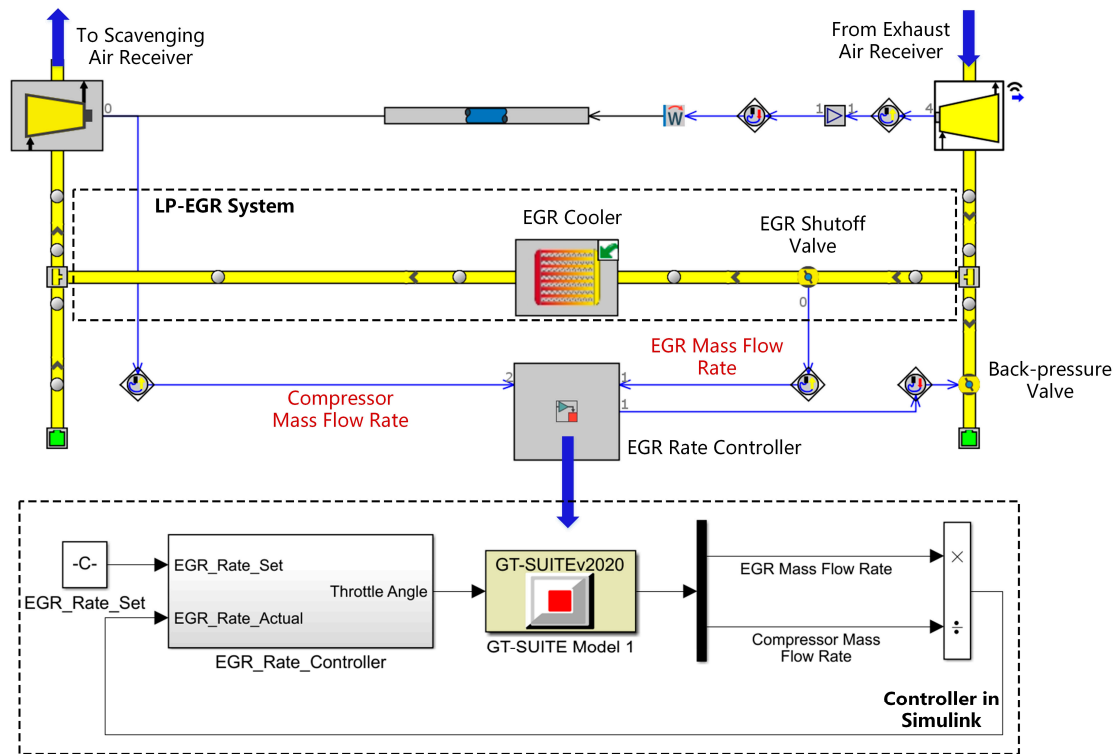 To Scavenging
Air Receiver
From Exhaust
Air Receiver
0
W
1
1
4
LP-EGR System
EGR Cooler
EGR Shutoff
Valve
0
EGR Mass Flow
Rate
2
1
1
Compressor
Mass Flow Rate
Back-pressure
Valve
EGR Rate Controller
-C-
EGR_Rate_Set
EGR_Rate_Set
EGR_Rate_Actual
Throttle Angle
EGR_Rate_Controller
GT-SUITEv2020
GT-SUITE Model 1
EGR Mass Flow Rate
Compressor Mass
Flow Rate
×
÷
Controller in
Simulink